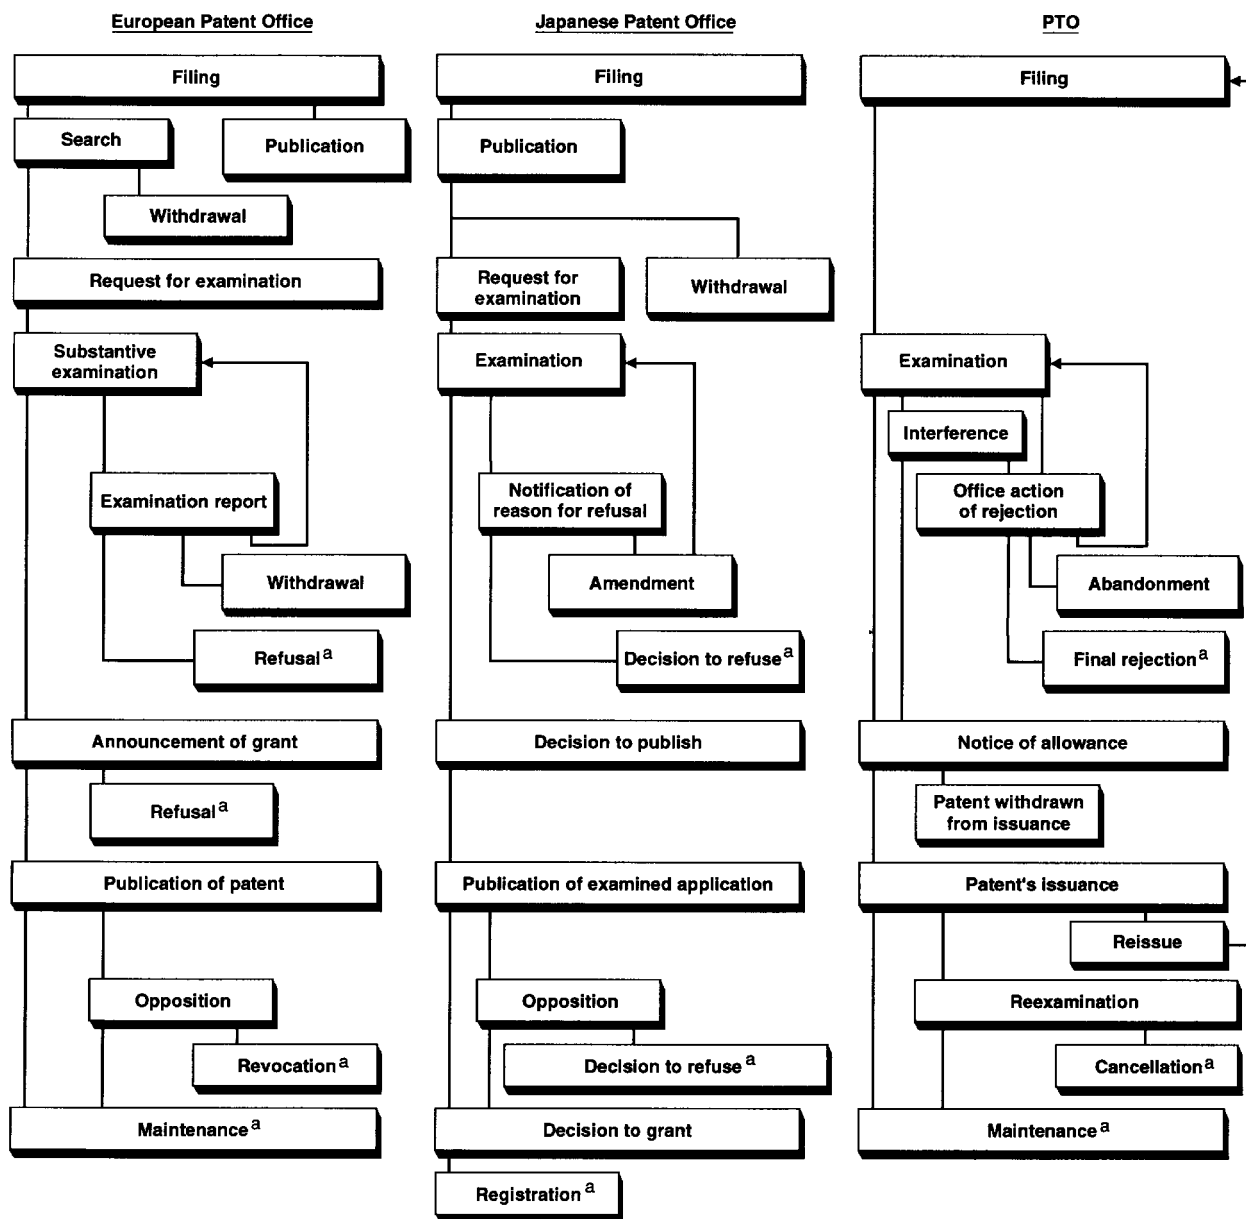 European Patent Office
Filing
Search
Publication
Withdrawal
Request for examination
Substantive
examination
Examination report
Withdrawal
Refusal a
Announcement of grant
Refusal a
Publication of patent
Opposition
Revocation a
Maintenance a
Japanese Patent Office
Filing
Publication
Request for
examination
Withdrawal
Examination
Notification of
reason for refusal
Amendment
Decision to refuse a
Decision to publish
Publication of examined application
Opposition
Decision to refuse a
Decision to grant
Registration a
PTO
Filing
Examination
Interference
Office action
of rejection
Abandonment
Final rejection a
Notice of allowance
Patent withdrawn
from issuance
Patent's issuance
Reissue
Reexamination
Cancellation a
Maintenance a